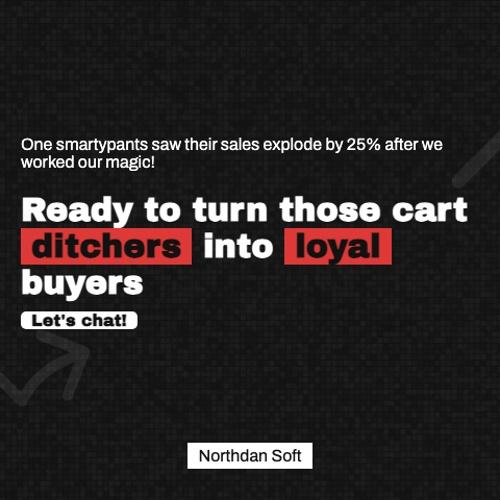 One smartypants saw their sales explode by 25% after we
worked our magic!
Ready to turn those cart
ditchers into loyal
buyers
Let's chat!
Northdan Soft